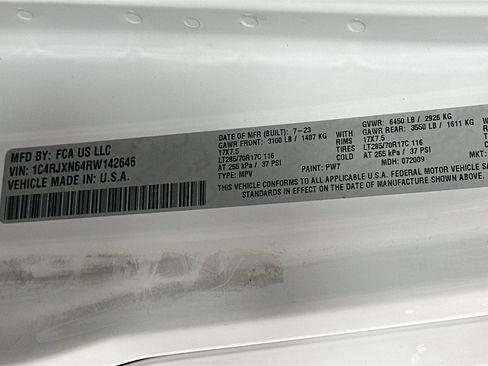 MFD BY: FCA US LLC
VIN: 1C4RJXN64RW142646
VEHICLE MADE IN: U.S.A.
DATE OF MFR (BUILT): 7-23
GAWR FRONT: 3100 LB / 1407 KG WITH
17X7.5 RIMS
LT285/70R17C 116 TIRES
AT 255 kPa / 37 PSI COLD
TYPE: MPV PAINT: PW7
GVWR: 6450 LB / 2926 KG
GAWR REAR: 3550 LB / 1611 KG WITH
17X7.5
LT285/70R17C 116
AT 255 kPa / 37 PSI
MDH: 072009 MKT:
THIS VEHICLE CONFORMS TO ALL APPLICABLE U.S.A. FEDERAL MOTOR VEHICLE
STANDARDS IN EFFECT ON THE DATE OF MANUFACTURE SHOWN ABOVE.